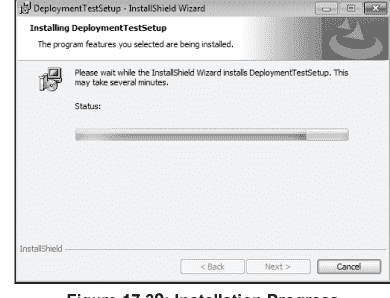 DeploymentTestSetup - InstallShield Wizard
Installing DeploymentTestSetup
The program features you selected are being installed.
Please wait while the InstallShield Wizard installs DeploymentTestSetup. This
may take several minutes.
Status:
InstallShield
< Back
Next >
Cancel
Figure 17.39: Installation Progress